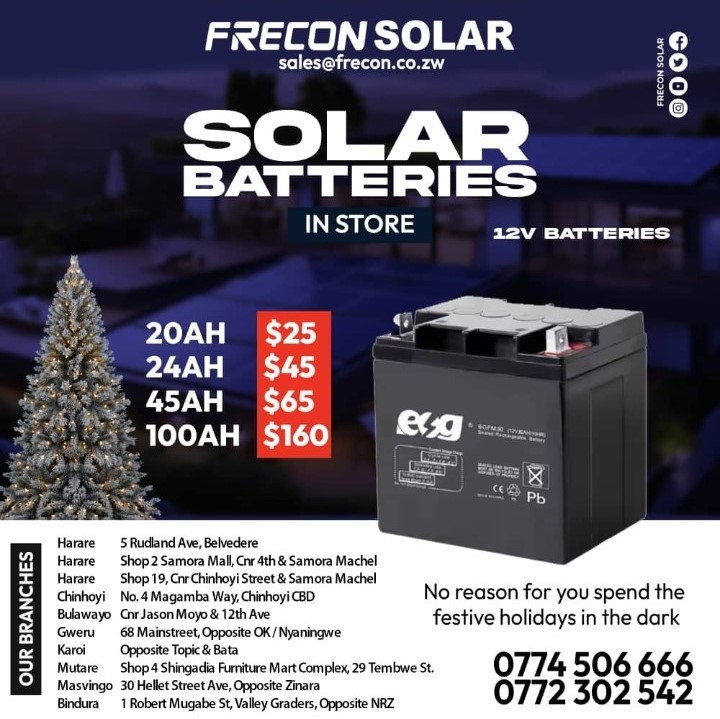 FRECON SOLAR
sales@frecon.co.zw
FRECON SOLAR
SOLAR
BATTERIES
IN STORE
12V BATTERIES
20AH $25
24AH $45
45AH $65
100AH $160
esg
Sealed Rechargeable Battery
CE
Pb
OUR BRANCHES
Harare 5 Rudland Ave, Belvedere
Harare Shop 2 Samora Mall, Cnr 4th & Samora Machel
Harare Shop 19, Cnr Chinhoyi Street & Samora Machel
Chinhoyi No. 4 Magamba Way, Chinhoyi CBD
Bulawayo Cnr Jason Moyo & 12th Ave
Gweru 68 Mainstreet, Opposite OK / Nyaningwe
Karoi Opposite Topic & Bata
Mutare Shop 4 Shingadia Furniture Mart Complex, 29 Tembwe St.
Masvingo 30 Hellet Street Ave, Opposite Zinara
Bindura 1 Robert Mugabe St, Valley Graders, Opposite NRZ
No reason for you spend the
festive holidays in the dark
0774 506 666
0772 302 542